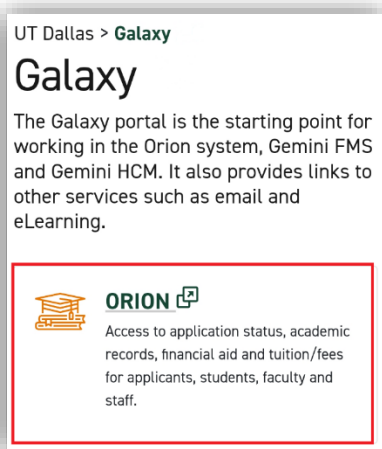 UT Dallas > Galaxy
Galaxy
The Galaxy portal is the starting point for
working in the Orion system, Gemini FMS
and Gemini HCM. It also provides links to
other services such as email and
eLearning.
ORION
Access to application status, academic
records, financial aid and tuition/fees
for applicants, students, faculty and
staff.